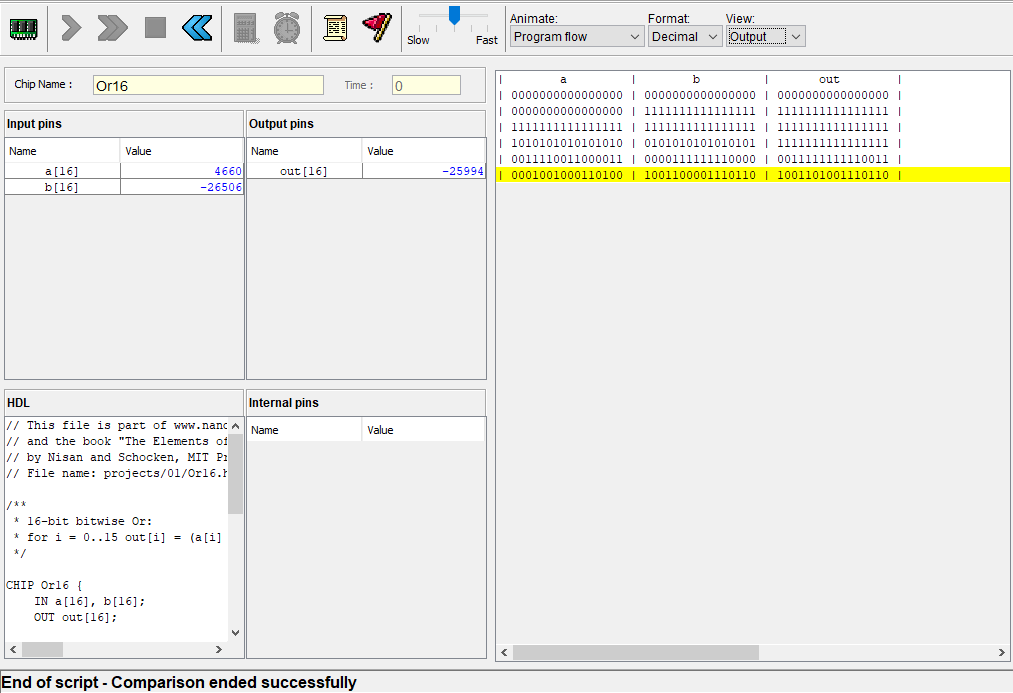 Slow Fast
Animate: Format: View:
Program flow Decimal Output
Chip Name : Or16 Time : 0
Input pins
Name Value
a[16] 4660
b[16] -26506
Output pins
Name Value
out[16] -25994
HDL
// This file is part of www.nand
// and the book "The Elements of
// by Nisan and Schocken, MIT Pr
// File name: projects/01/Or16.h
/**
* 16-bit bitwise Or:
* for i = 0..15 out[i] = (a[i]
*/
CHIP Or16 {
IN a[16], b[16];
OUT out[16];
Internal pins
Name Value
| a | b | out |
| 0000000000000000 | 0000000000000000 | 0000000000000000 |
| 0000000000000000 | 1111111111111111 | 1111111111111111 |
| 1111111111111111 | 1111111111111111 | 1111111111111111 |
| 1010101010101010 | 0101010101010101 | 1111111111111111 |
| 0011110011000011 | 0000111111110000 | 0011111111110011 |
| 0001001000110100 | 1001100001110110 | 1001101001110110 |
End of script - Comparison ended successfully